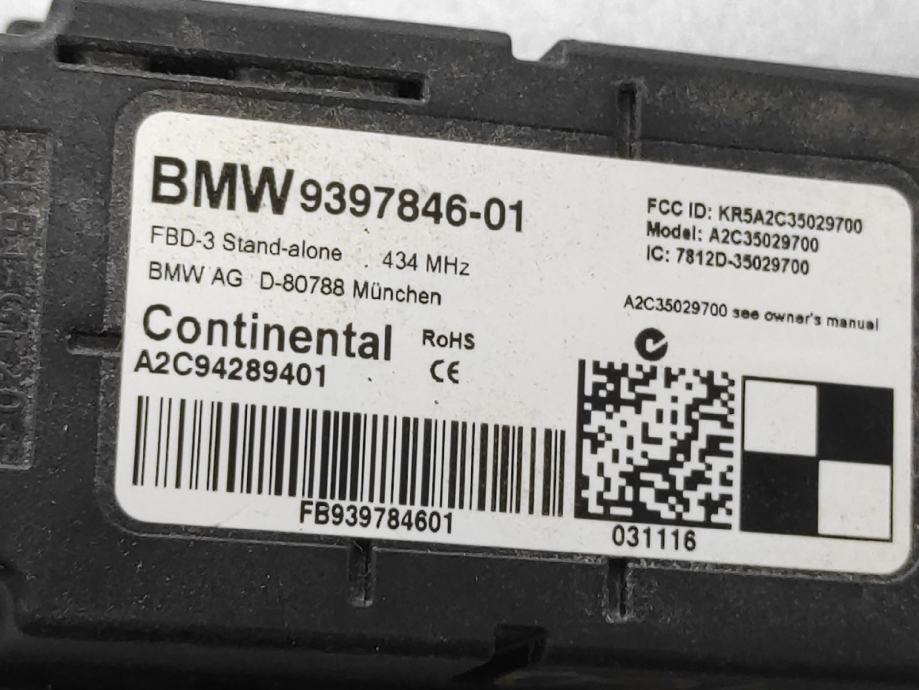 BMW 9397846-01
FBD-3 Stand-alone 434 MHz
BMW AG D-80788 München
Continental RoHS
A2C94289401 CE
FB939784601
FCC ID: KR5A2C35029700
Model: A2C35029700
IC: 7812D-35029700
A2C35029700 see owner's manual
031116